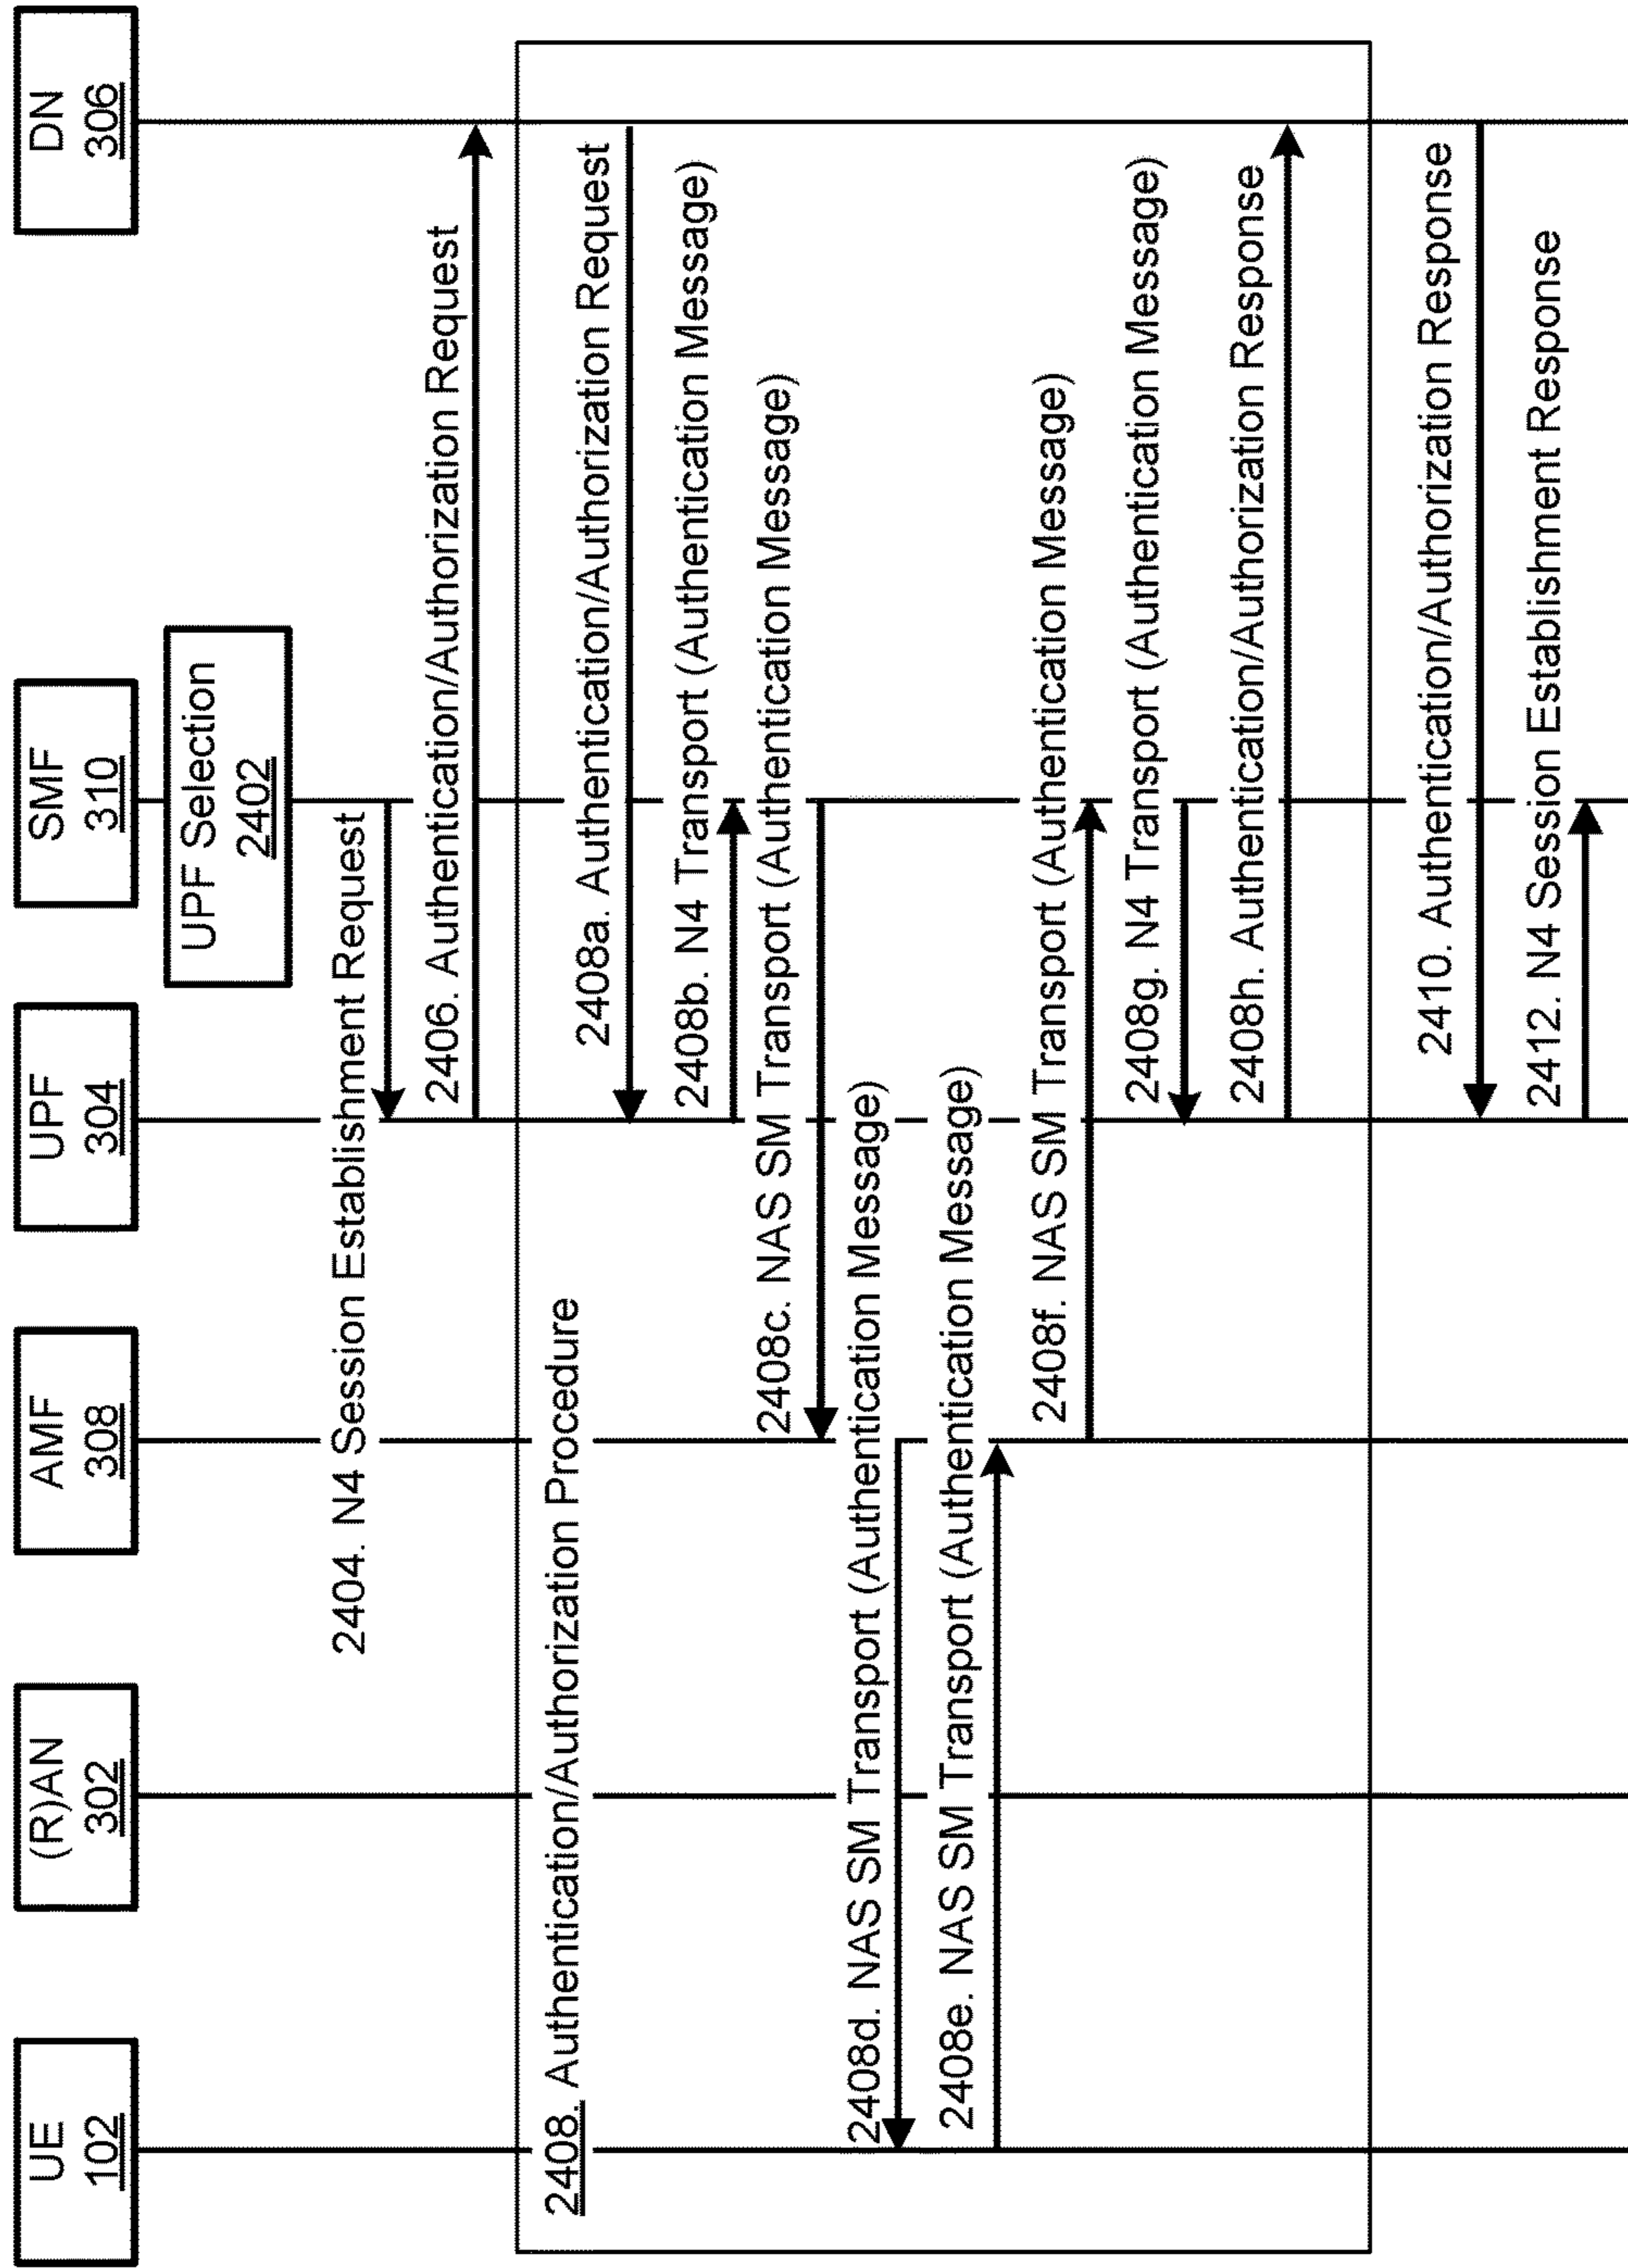 UE
102
(R)AN
302
AMF
308
UPF
304
SMF
310
DN
306
UPF Selection
2402
2404. N4 Session Establishment Request
2406. Authentication/Authorization Request
2408. Authentication/Authorization Procedure
2408a. Authentication/Authorization Request
2408b. N4 Transport (Authentication Message)
2408c. NAS SM Transport (Authentication Message)
2408d. NAS SM Transport (Authentication Message)
2408e. NAS SM Transport (Authentication Message)
2408f. NAS SM Transport (Authentication Message)
2408g. N4 Transport (Authentication Message)
2408h. Authentication/Authorization Response
2410. Authentication/Authorization Response
2412. N4 Session Establishment Response